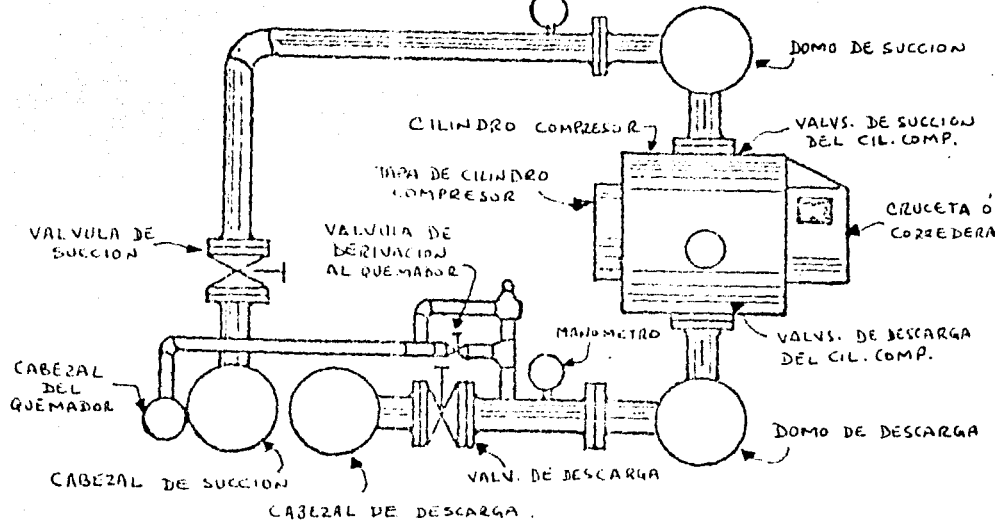 DOMO DE SUCCION
CILINDRO COMPRESOR
VALVS. DE SUCCION
DEL CIL. COMP.
TAPA DE CILINDRO
COMPRESOR
CRUCETA Ó
CORREDERA
VALVULA DE
SUCCION
VALVULA DE
DERIVACION
AL QUEMADOR
MANOMETRO
VALVS. DE DESCARGA
DEL CIL. COMP.
CABEZAL
DEL
QUEMADOR
DOMO DE DESCARGA
CABEZAL DE SUCCION
VALV. DE DESCARGA
CABEZAL DE DESCARGA.